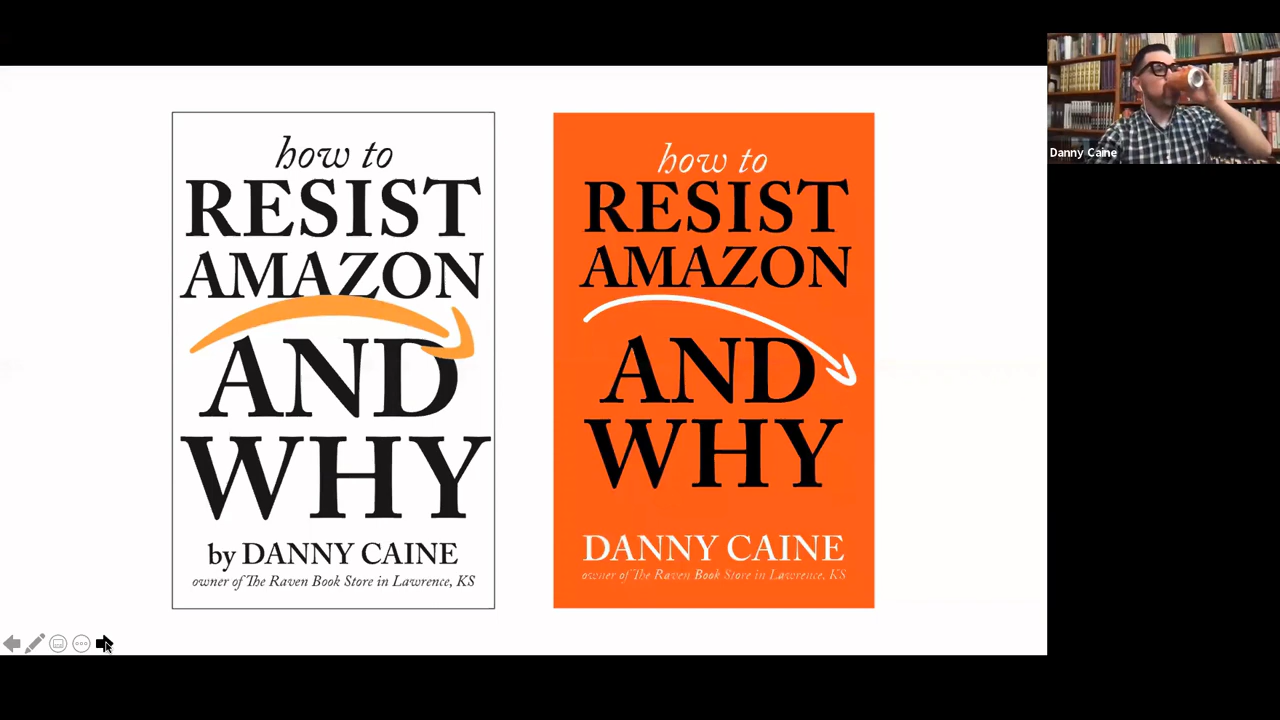 how to
RESIST
AMAZON
AND
WHY
by DANNY CAINE
owner of The Raven Book Store in Lawrence, KS
how to
RESIST
AMAZON
AND
WHY
DANNY CAINE
owner of The Raven Book Store in Lawrence, KS
Danny Caine